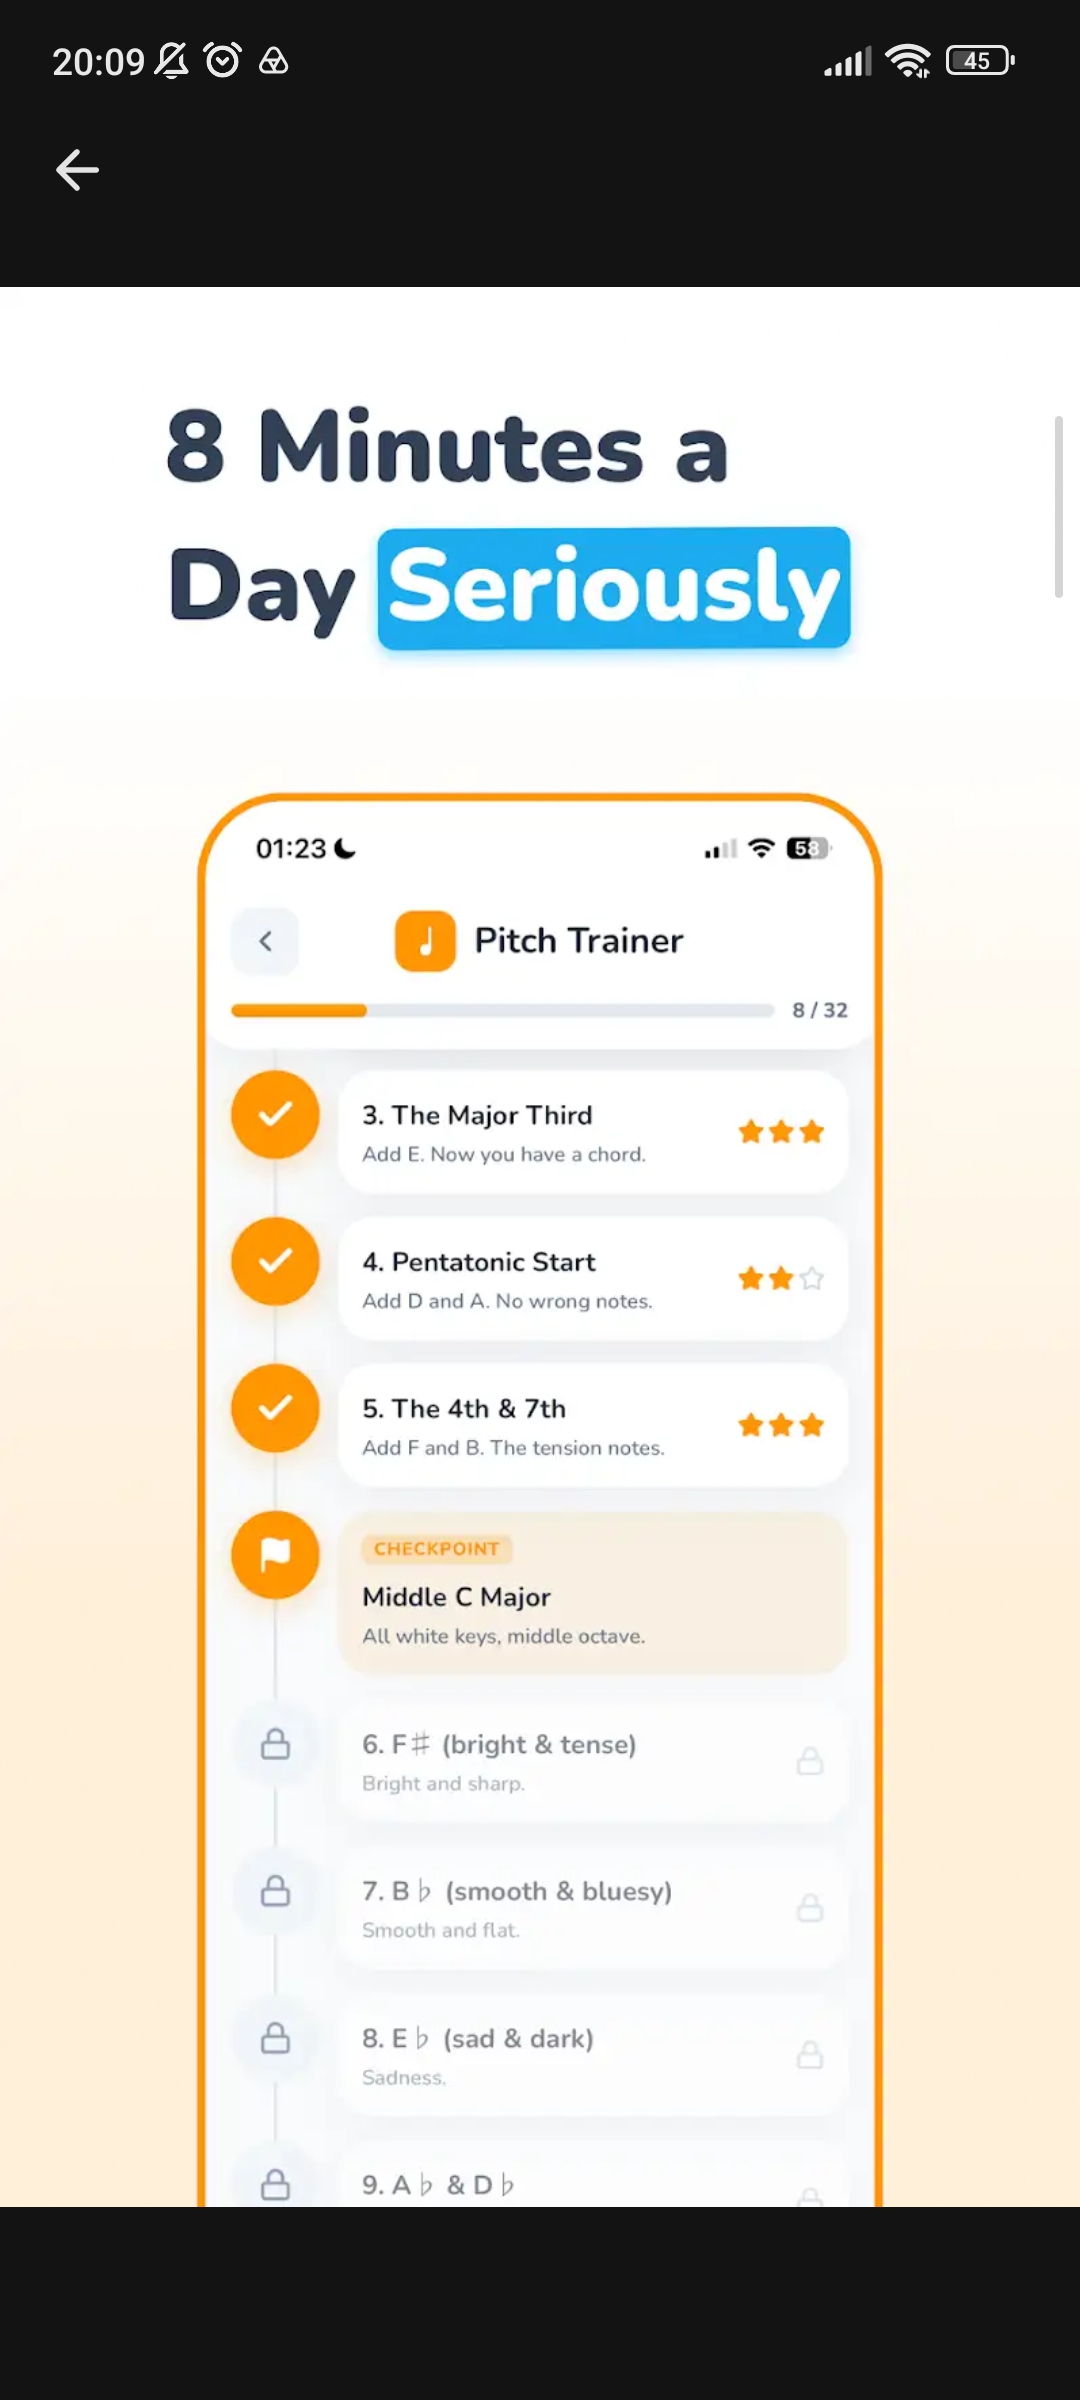 20:09
45
8 Minutes a
Day Seriously
01:23
58
Pitch Trainer
8 / 32
3. The Major Third
Add E. Now you have a chord.
4. Pentatonic Start
Add D and A. No wrong notes.
5. The 4th & 7th
Add F and B. The tension notes.
CHECKPOINT
Middle C Major
All white keys, middle octave.
6. F♯ (bright & tense)
Bright and sharp.
7. B♭ (smooth & bluesy)
Smooth and flat.
8. E♭ (sad & dark)
Sadness.
9. A♭ & D♭